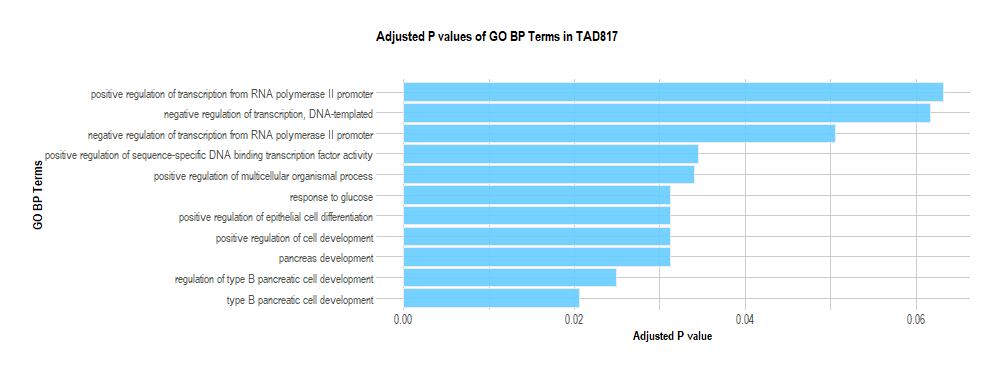 Adjusted P values of GO BP Terms in TAD817
GO BP Terms
positive regulation of transcription from RNA polymerase II promoter
negative regulation of transcription, DNA-templated
negative regulation of transcription from RNA polymerase II promoter
positive regulation of sequence-specific DNA binding transcription factor activity
positive regulation of multicellular organismal process
response to glucose
positive regulation of epithelial cell differentiation
positive regulation of cell development
pancreas development
regulation of type B pancreatic cell development
type B pancreatic cell development
0.00 0.02 0.04 0.06
Adjusted P value